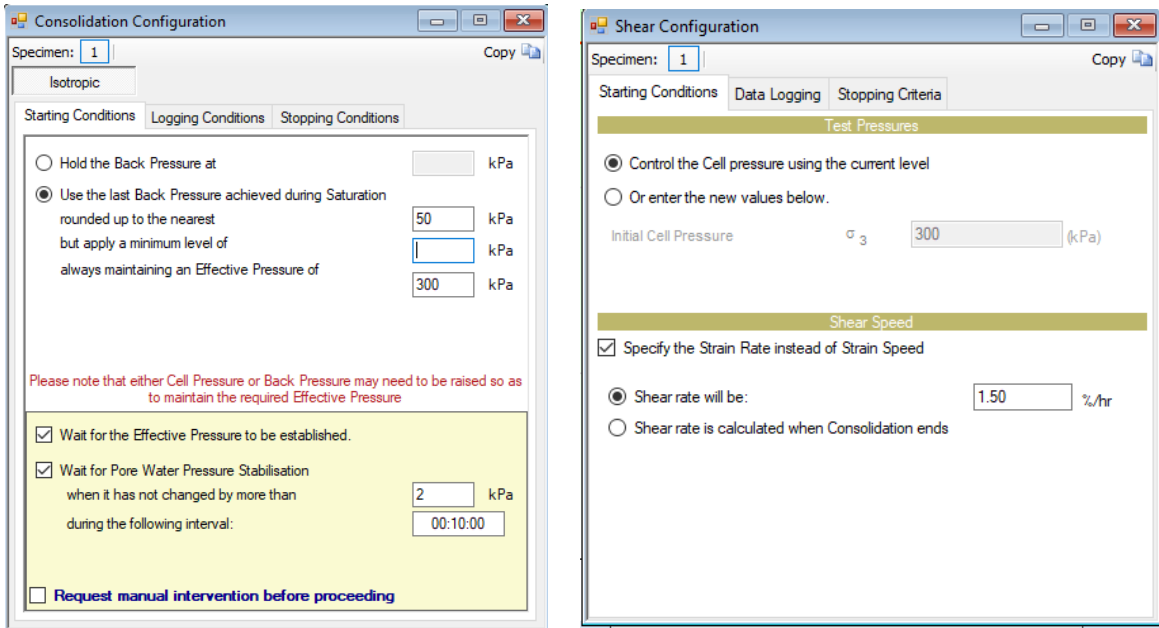 Consolidation Configuration
Specimen: 1 Copy
Isotropic
Starting Conditions Logging Conditions Stopping Conditions
Hold the Back Pressure at kPa
Use the last Back Pressure achieved during Saturation
rounded up to the nearest 50 kPa
but apply a minimum level of kPa
always maintaining an Effective Pressure of
300 kPa
Please note that either Cell Pressure or Back Pressure may need to be raised so as
to maintain the required Effective Pressure
Wait for the Effective Pressure to be established.
Wait for Pore Water Pressure Stabilisation
when it has not changed by more than 2 kPa
during the following interval: 00:10:00
Request manual intervention before proceeding
Shear Configuration
Specimen: 1 Copy
Starting Conditions Data Logging Stopping Criteria
Test Pressures
Control the Cell pressure using the current level
Or enter the new values below.
Initial Cell Pressure σ 3 300 (kPa)
Shear Speed
Specify the Strain Rate instead of Strain Speed
Shear rate will be: 1.50 %/hr
Shear rate is calculated when Consolidation ends